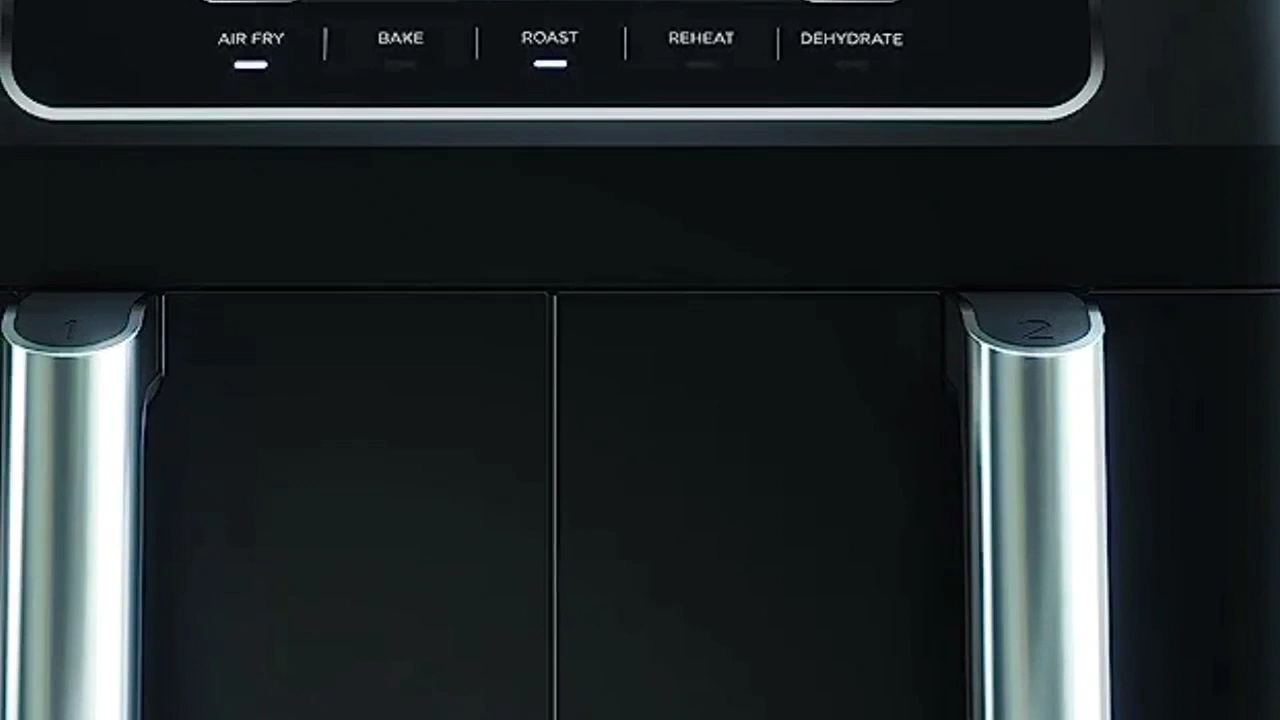 AIR FRY | BAKE | ROAST | REHEAT | DEHYDRATE
1 2